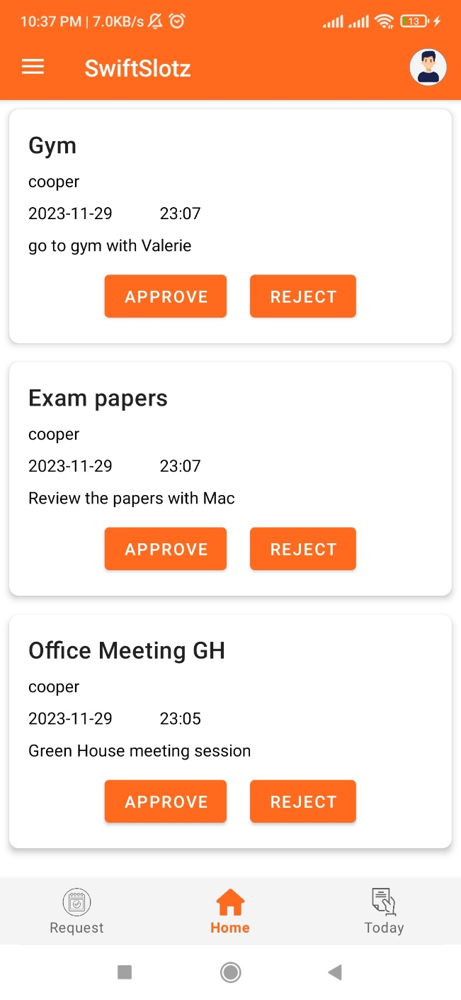 10:37 PM | 7.0KB/s 13
SwiftSlotz
Gym
cooper
2023-11-29 23:07
go to gym with Valerie
APPROVE REJECT
Exam papers
cooper
2023-11-29 23:07
Review the papers with Mac
APPROVE REJECT
Office Meeting GH
cooper
2023-11-29 23:05
Green House meeting session
APPROVE REJECT
Request Home Today